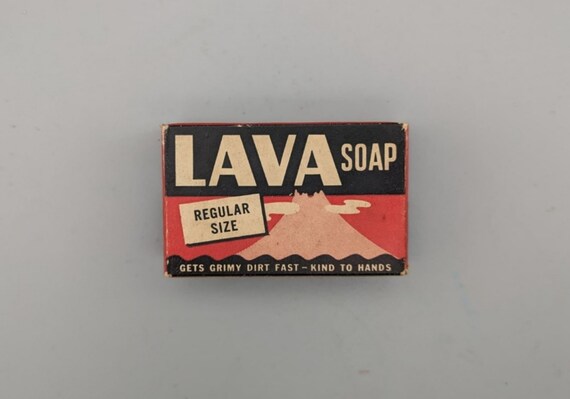 LAVA SOAP
REGULAR
SIZE
GETS GRIMY DIRT FAST — KIND TO HANDS